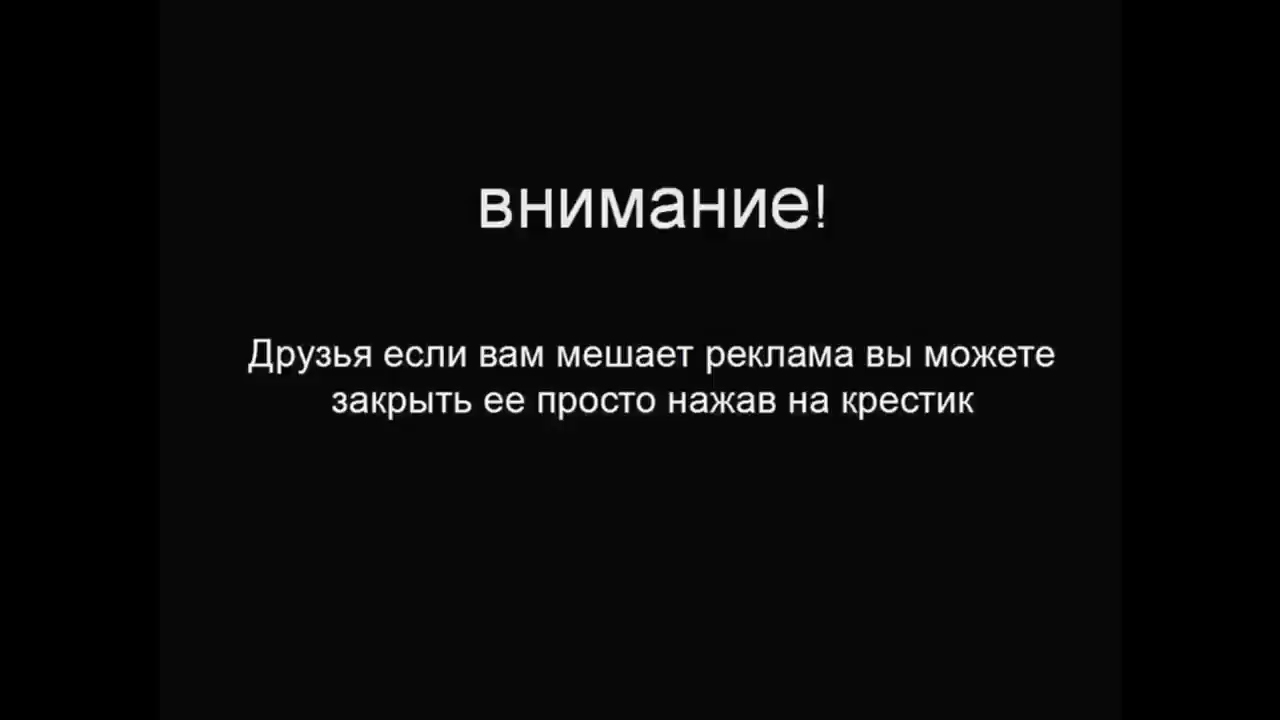 внимание!
Друзья если вам мешает реклама вы можете
закрыть ее просто нажав на крестик